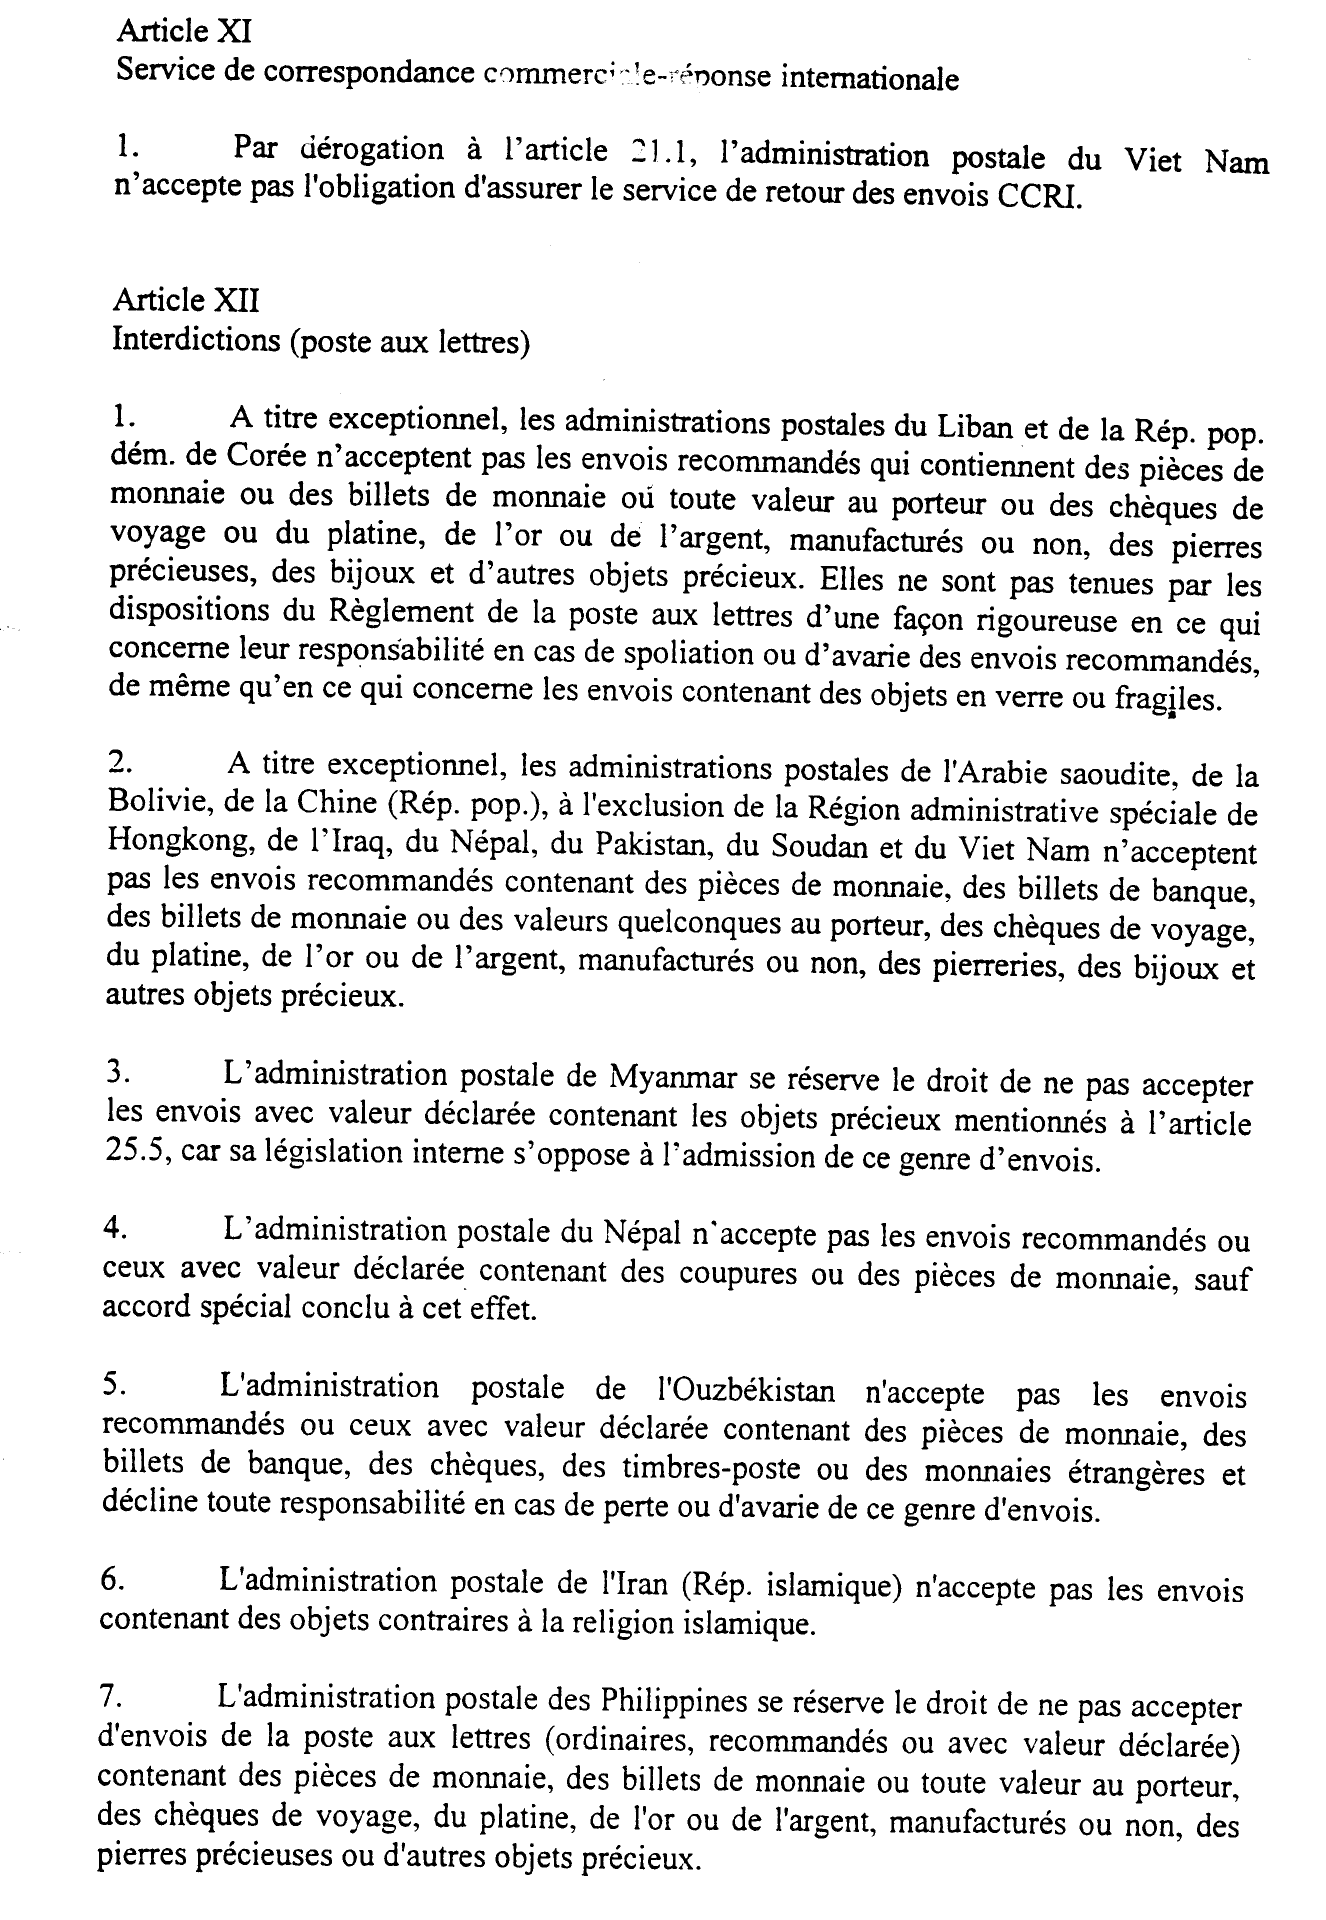 Article XI
Service de correspondance commerciale-réponse internationale
1. Par dérogation à l’article 21.1, l’administration postale du Viet Nam
n’accepte pas l'obligation d'assurer le service de retour des envois CCRI.
Article XII
Interdictions (poste aux lettres)
1. A titre exceptionnel, les administrations postales du Liban et de la Rép. pop.
dém. de Corée n’acceptent pas les envois recommandés qui contiennent des pièces de
monnaie ou des billets de monnaie ou toute valeur au porteur ou des chèques de
voyage ou du platine, de l’or ou de l’argent, manufacturés ou non, des pierres
précieuses, des bijoux et d’autres objets précieux. Elles ne sont pas tenues par les
dispositions du Règlement de la poste aux lettres d’une façon rigoureuse en ce qui
concerne leur responsabilité en cas de spoliation ou d’avarie des envois recommandés,
de même qu’en ce qui concerne les envois contenant des objets en verre ou fragiles.
2. A titre exceptionnel, les administrations postales de l'Arabie saoudite, de la
Bolivie, de la Chine (Rép. pop.), à l'exclusion de la Région administrative spéciale de
Hongkong, de l’Iraq, du Népal, du Pakistan, du Soudan et du Viet Nam n’acceptent
pas les envois recommandés contenant des pièces de monnaie, des billets de banque,
des billets de monnaie ou des valeurs quelconques au porteur, des chèques de voyage,
du platine, de l’or ou de l’argent, manufacturés ou non, des pierreries, des bijoux et
autres objets précieux.
3. L’administration postale de Myanmar se réserve le droit de ne pas accepter
les envois avec valeur déclarée contenant les objets précieux mentionnés à l’article
25.5, car sa législation interne s’oppose à l’admission de ce genre d’envois.
4. L’administration postale du Népal n’accepte pas les envois recommandés ou
ceux avec valeur déclarée contenant des coupures ou des pièces de monnaie, sauf
accord spécial conclu à cet effet.
5. L'administration postale de l'Ouzbékistan n'accepte pas les envois
recommandés ou ceux avec valeur déclarée contenant des pièces de monnaie, des
billets de banque, des chèques, des timbres-poste ou des monnaies étrangères et
décline toute responsabilité en cas de perte ou d'avarie de ce genre d'envois.
6. L'administration postale de l'Iran (Rép. islamique) n'accepte pas les envois
contenant des objets contraires à la religion islamique.
7. L'administration postale des Philippines se réserve le droit de ne pas accepter
d'envois de la poste aux lettres (ordinaires, recommandés ou avec valeur déclarée)
contenant des pièces de monnaie, des billets de monnaie ou toute valeur au porteur,
des chèques de voyage, du platine, de l'or ou de l'argent, manufacturés ou non, des
pierres précieuses ou d'autres objets précieux.